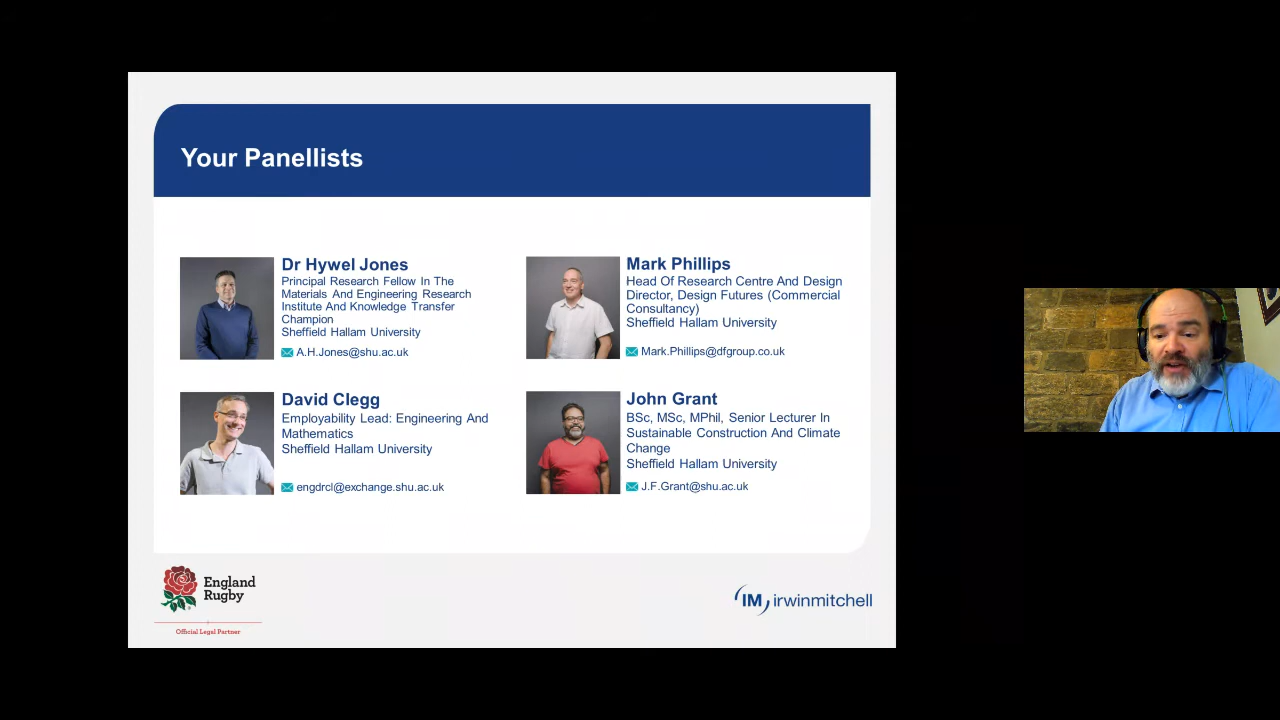 Your Panellists
Dr Hywel Jones
Principal Research Fellow In The
Materials And Engineering Research
Institute And Knowledge Transfer
Champion
Sheffield Hallam University
A.H.Jones@shu.ac.uk
Mark Phillips
Head Of Research Centre And Design
Director, Design Futures (Commercial
Consultancy)
Sheffield Hallam University
Mark.Phillips@dfgroup.co.uk
David Clegg
Employability Lead: Engineering And
Mathematics
Sheffield Hallam University
engdrcl@exchange.shu.ac.uk
John Grant
BSc, MSc, MPhil, Senior Lecturer In
Sustainable Construction And Climate
Change
Sheffield Hallam University
J.F.Grant@shu.ac.uk
England
Rugby
Official Legal Partner
IM irwinmitchell